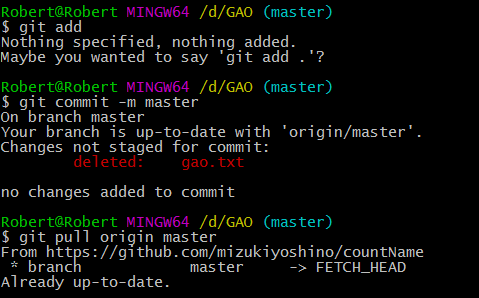 Robert@Robert MINGW64 /d/GAO (master)
$ git add
Nothing specified, nothing added.
Maybe you wanted to say 'git add .'?
Robert@Robert MINGW64 /d/GAO (master)
$ git commit -m master
On branch master
Your branch is up-to-date with 'origin/master'.
Changes not staged for commit:
        deleted:    gao.txt
no changes added to commit
Robert@Robert MINGW64 /d/GAO (master)
$ git pull origin master
From https://github.com/mizukiyoshino/countName
 * branch            master     -> FETCH_HEAD
Already up-to-date.